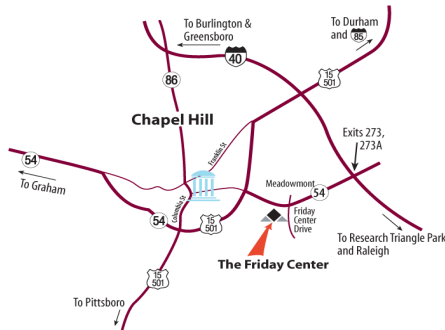 To Burlington &
Greensboro
To Durham
and 85
40
15
501
86
Chapel Hill
Franklin St
Exits 273,
273A
54
To Graham
Meadowmont
54
Columbia St
Friday
Center
Drive
54
15
501
The Friday Center
To Research Triangle Park
and Raleigh
15
501
To Pittsboro